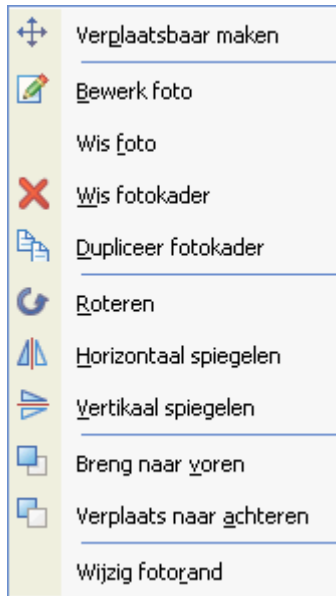 Verplaatsbaar maken
Bewerk foto
Wis foto
Wis fotokader
Dupliceer fotokader
Roteren
Horizontaal spiegelen
Vertikaal spiegelen
Breng naar voren
Verplaats naar achteren
Wijzig fotorand